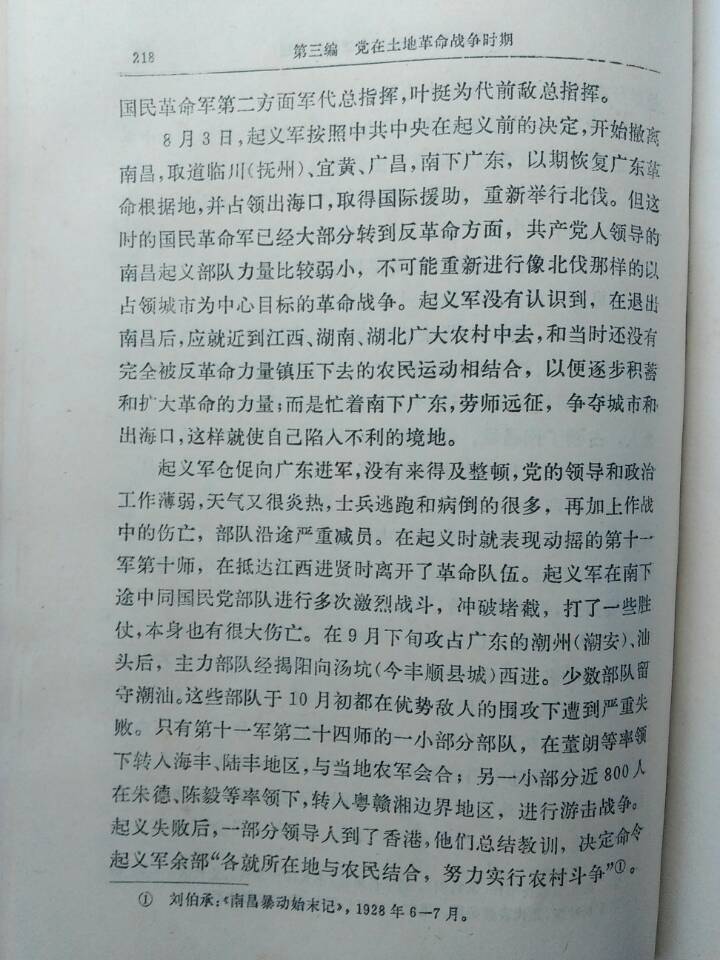 218 第三编 党在土地革命战争时期
国民革命军第二方面军代总指挥,叶挺为代前敌总指挥。
8月3日,起义军按照中共中央在起义前的决定,开始撤离
南昌,取道临川(抚州)、宜黄、广昌,南下广东,以期恢复广东革
命根据地,并占领出海口,取得国际援助,重新举行北伐。但这
时的国民革命军已经大部分转到反革命方面,共产党人领导的
南昌起义部队力量比较弱小,不可能重新进行像北伐那样的以
占领城市为中心目标的革命战争。起义军没有认识到,在退出
南昌后,应就近到江西、湖南、湖北广大农村中去,和当时还没有
完全被反革命力量镇压下去的农民运动相结合,以便逐步积蓄
和扩大革命的力量;而是忙着南下广东,劳师远征,争夺城市和
出海口,这样就使自己陷入不利的境地。
起义军仓促向广东进军,没有来得及整顿,党的领导和政治
工作薄弱,天气又很炎热,士兵逃跑和病倒的很多,再加上作战
中的伤亡,部队沿途严重减员。在起义时就表现动摇的第十一
军第十师,在抵达江西进贤时离开了革命队伍。起义军在南下
途中同国民党部队进行多次激烈战斗,冲破堵截,打了一些胜
仗,本身也有很大伤亡。在9月下旬攻占广东的潮州(潮安)、汕
头后,主力部队经揭阳向汤坑(今丰顺县城)西进。少数部队留
守潮汕。这些部队于10月初都在优势敌人的围攻下遭到严重失
败。只有第十一军第二十四师的一小部分部队,在董朗等率领
下转入海丰、陆丰地区,与当地农军会合;另一小部分近800人
在朱德、陈毅等率领下,转入粤赣湘边界地区,进行游击战争。
起义失败后,一部分领导人到了香港,他们总结教训,决定命令
起义军余部“各就所在地与农民结合,努力实行农村斗争”①。
① 刘伯承:《南昌暴动始末记》,1928年6—7月。